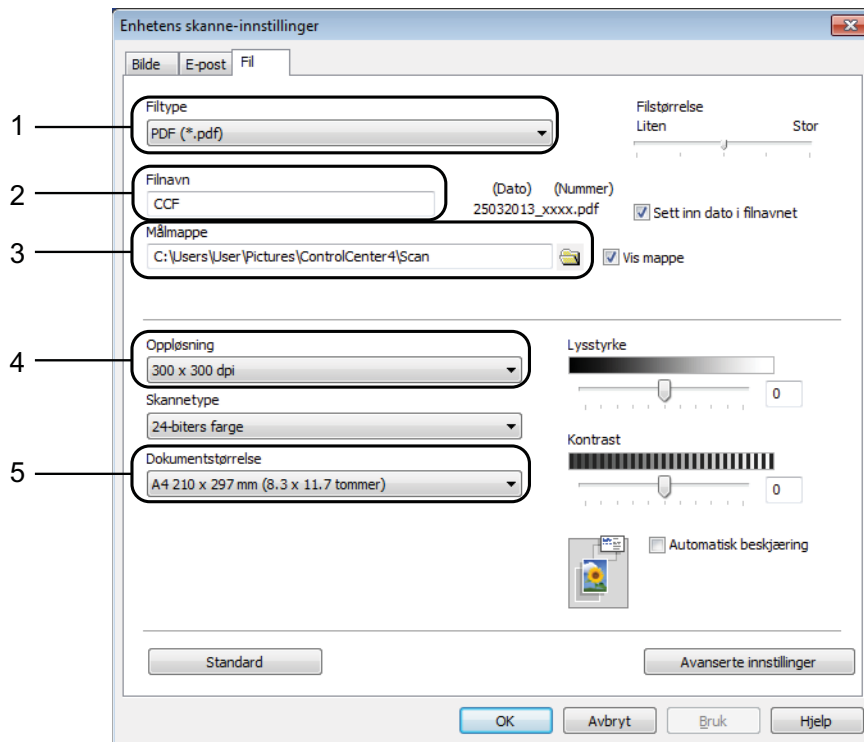 Enhetens skanne-innstillinger
Bilde E-post Fil
1
Filtype
PDF (*.pdf)
Filstørrelse
Liten Stor
2
Filnavn
CCF
(Dato) (Nummer)
25032013_xxxx.pdf
Sett inn dato i filnavnet
3
Målmappe
C:\Users\User\Pictures\ControlCenter4\Scan
Vis mappe
4
Oppløsning
300 x 300 dpi
Skannetype
24-biters farge
5
Dokumentstørrelse
A4 210 x 297 mm (8.3 x 11.7 tommer)
Lysstyrke
0
Kontrast
0
Automatisk beskjæring
Standard Avanserte innstillinger
OK Avbryt Bruk Hjelp